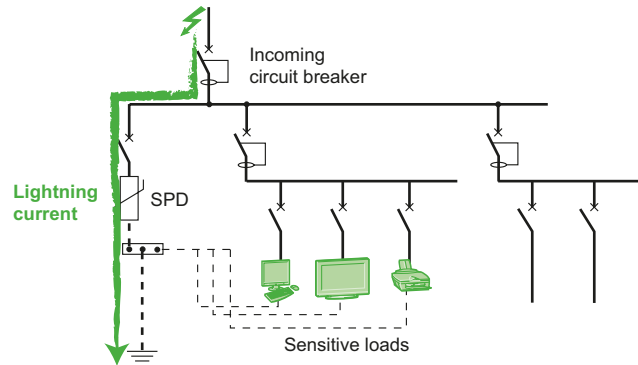 Incoming
circuit breaker
Lightning
current
SPD
Sensitive loads